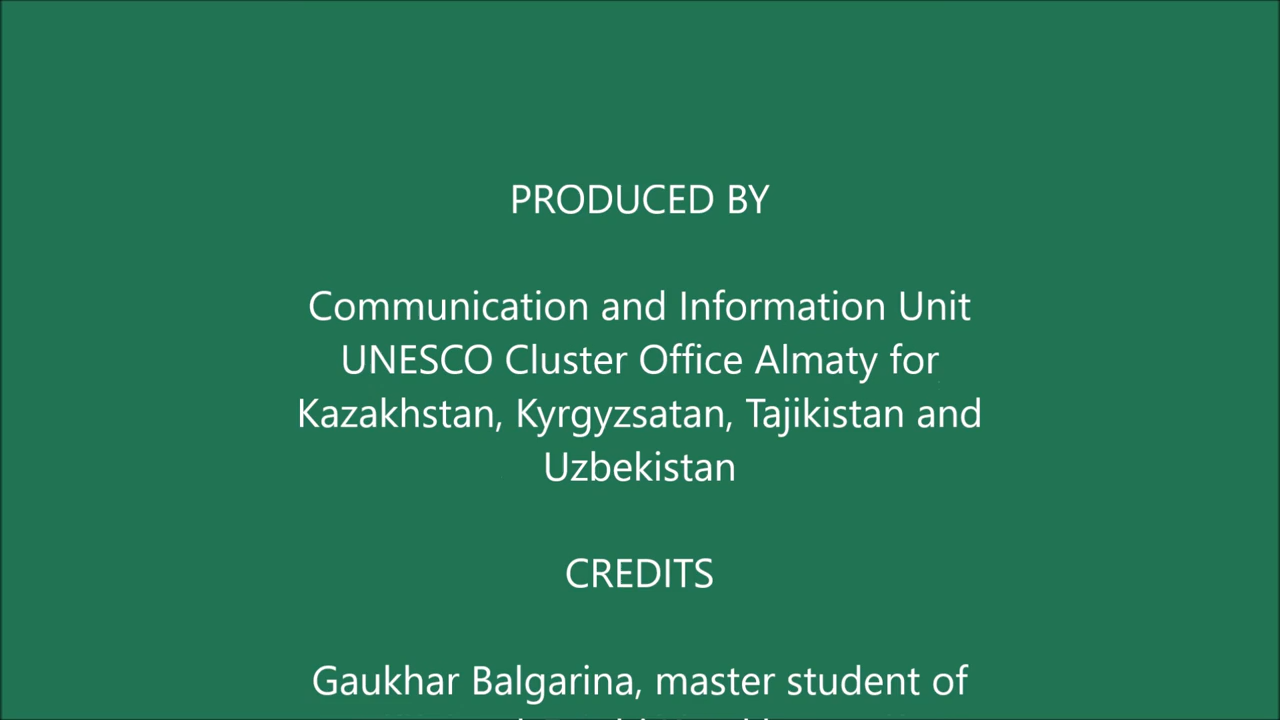 PRODUCED BY
Communication and Information Unit
UNESCO Cluster Office Almaty for
Kazakhstan, Kyrgyzsatan, Tajikistan and
Uzbekistan
CREDITS
Gaukhar Balgarina, master student of